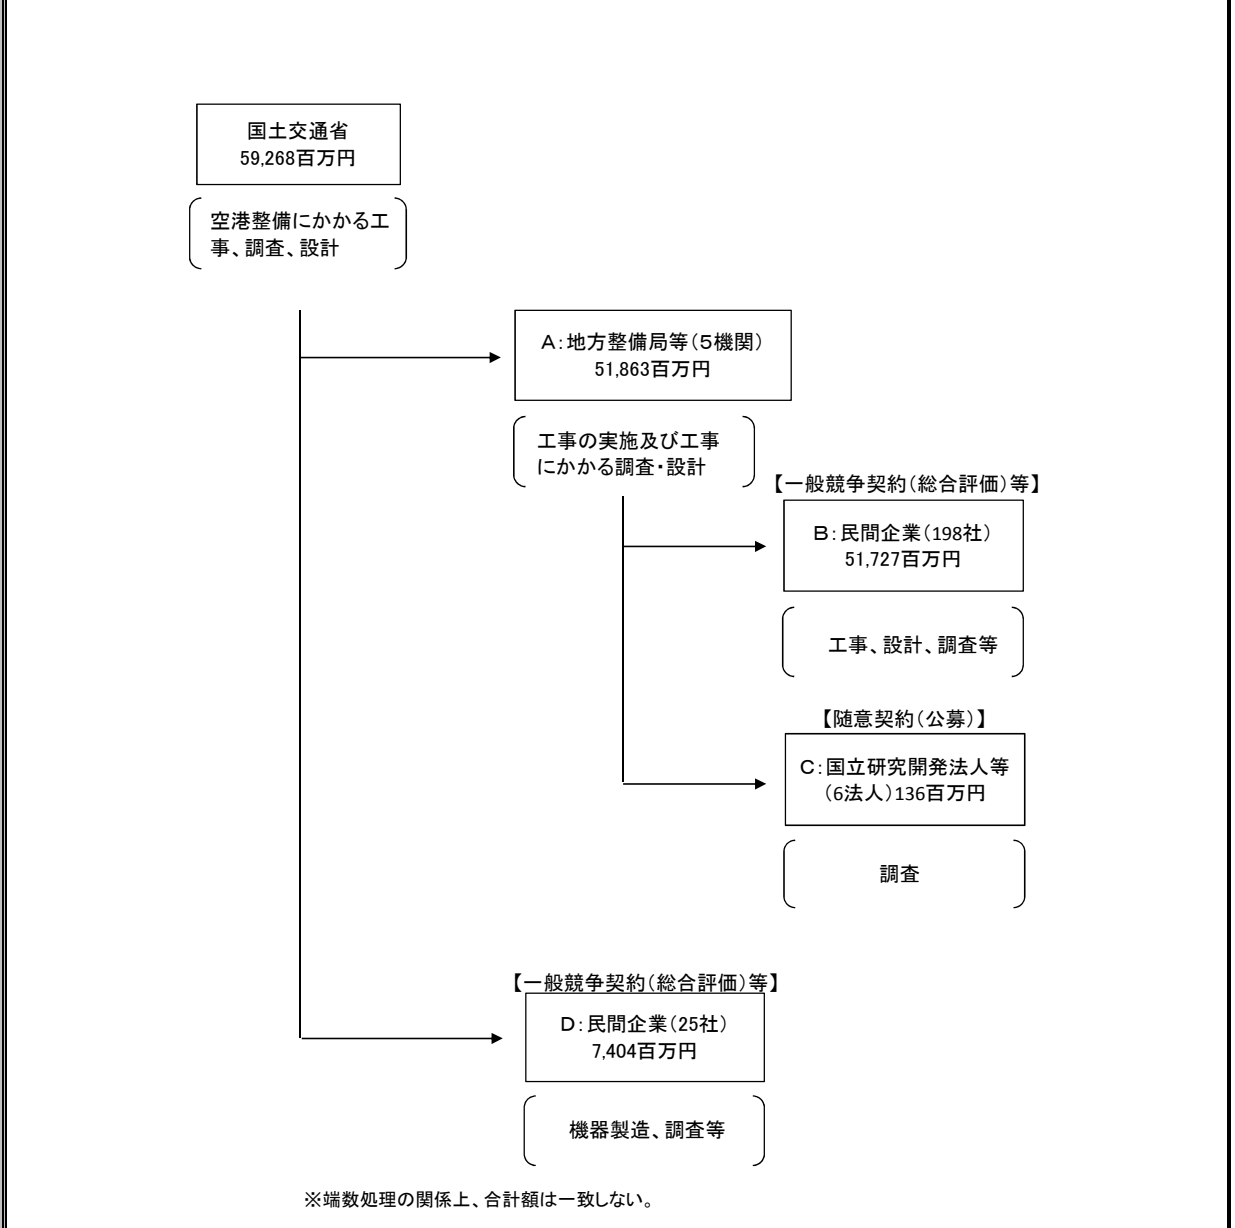 国土交通省
59,268百万円
空港整備にかかる工
事、調査、設計
A:地方整備局等(5機関)
51,863百万円
工事の実施及び工事
にかかる調査・設計
【一般競争契約(総合評価)等】
B:民間企業(198社)
51,727百万円
工事、設計、調査等
【随意契約(公募)】
C:国立研究開発法人等
(6法人)136百万円
調査
【一般競争契約(総合評価)等】
D:民間企業(25社)
7,404百万円
機器製造、調査等
※端数処理の関係上、合計額は一致しない。